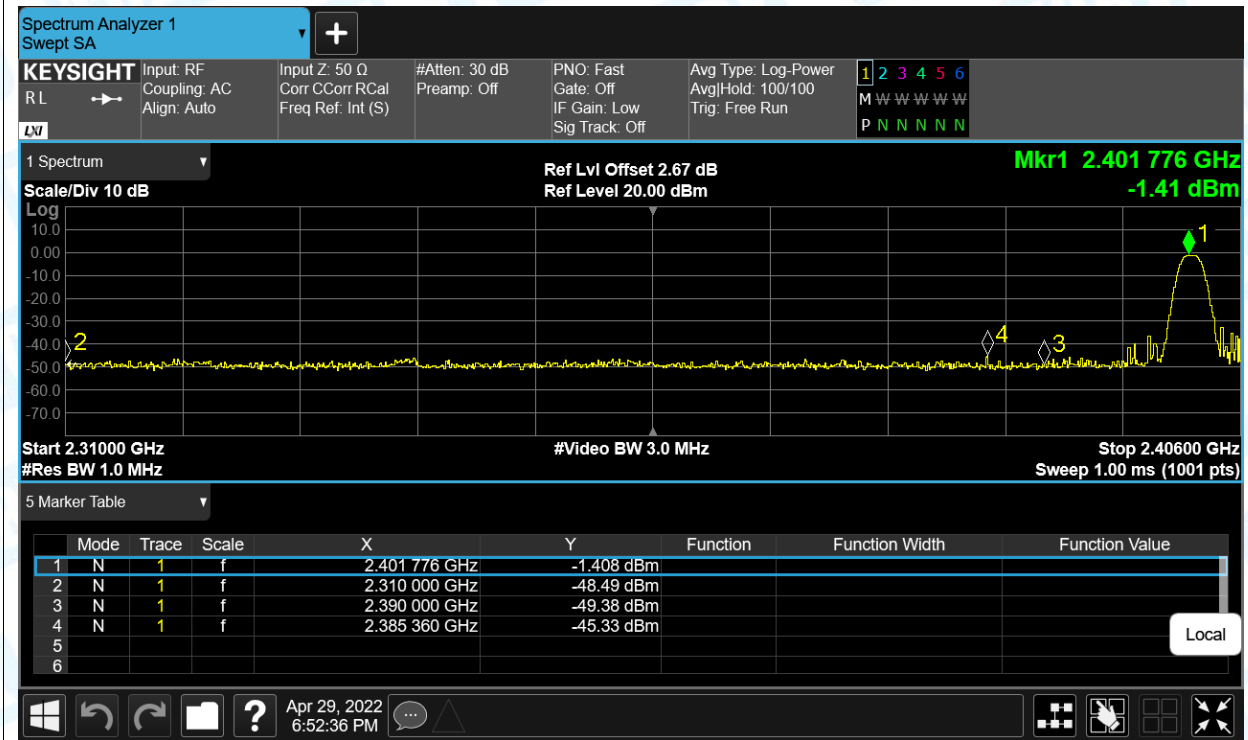 Spectrum Analyzer 1
Swept SA
+
KEYSIGHT Input: RF Input Z: 50 Ω #Atten: 30 dB PNO: Fast Avg Type: Log-Power 1 2 3 4 5 6
R L Coupling: AC Corr CCorr RCal Preamp: Off Gate: Off Avg|Hold: 100/100 M W W W W W W
Align: Auto Freq Ref: Int (S) IF Gain: Low Trig: Free Run
LXI Sig Track: Off P N N N N N N
1 Spectrum
Ref Lvl Offset 2.67 dB Mkr1 2.401 776 GHz
Scale/Div 10 dB Ref Level 20.00 dBm -1.41 dBm
Log
10.0
0.00
-10.0
-20.0
-30.0
-40.0
-50.0
-60.0
-70.0
1
2
4
3
Start 2.31000 GHz #Video BW 3.0 MHz Stop 2.40600 GHz
#Res BW 1.0 MHz Sweep 1.00 ms (1001 pts)
5 Marker Table
Mode Trace Scale X Y Function Function Width Function Value
1 N 1 f 2.401 776 GHz -1.408 dBm
2 N 1 f 2.310 000 GHz -48.49 dBm
3 N 1 f 2.390 000 GHz -49.38 dBm
4 N 1 f 2.385 360 GHz -45.33 dBm
5
6
Local
? Apr 29, 2022
6:52:36 PM